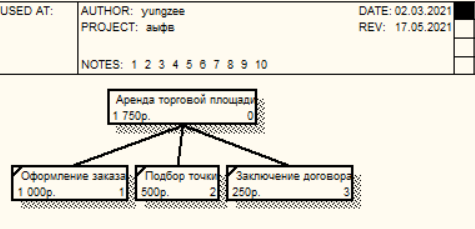 USED AT:
AUTHOR: yungzee
DATE: 02.03.2021
PROJECT: аыфв
REV: 17.05.2021
NOTES: 1 2 3 4 5 6 7 8 9 10
Аренда торговой площади
1 750р. 0
Оформление заказа
1 000р. 1
Подбор точки
500р. 2
Заключение договора
250р. 3